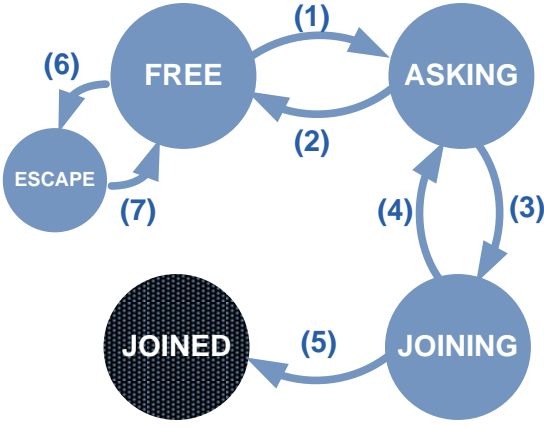 (1)
(6)
FREE
ASKING
(2)
ESCAPE
(7)
(4)
(3)
JOINED
(5)
JOINING